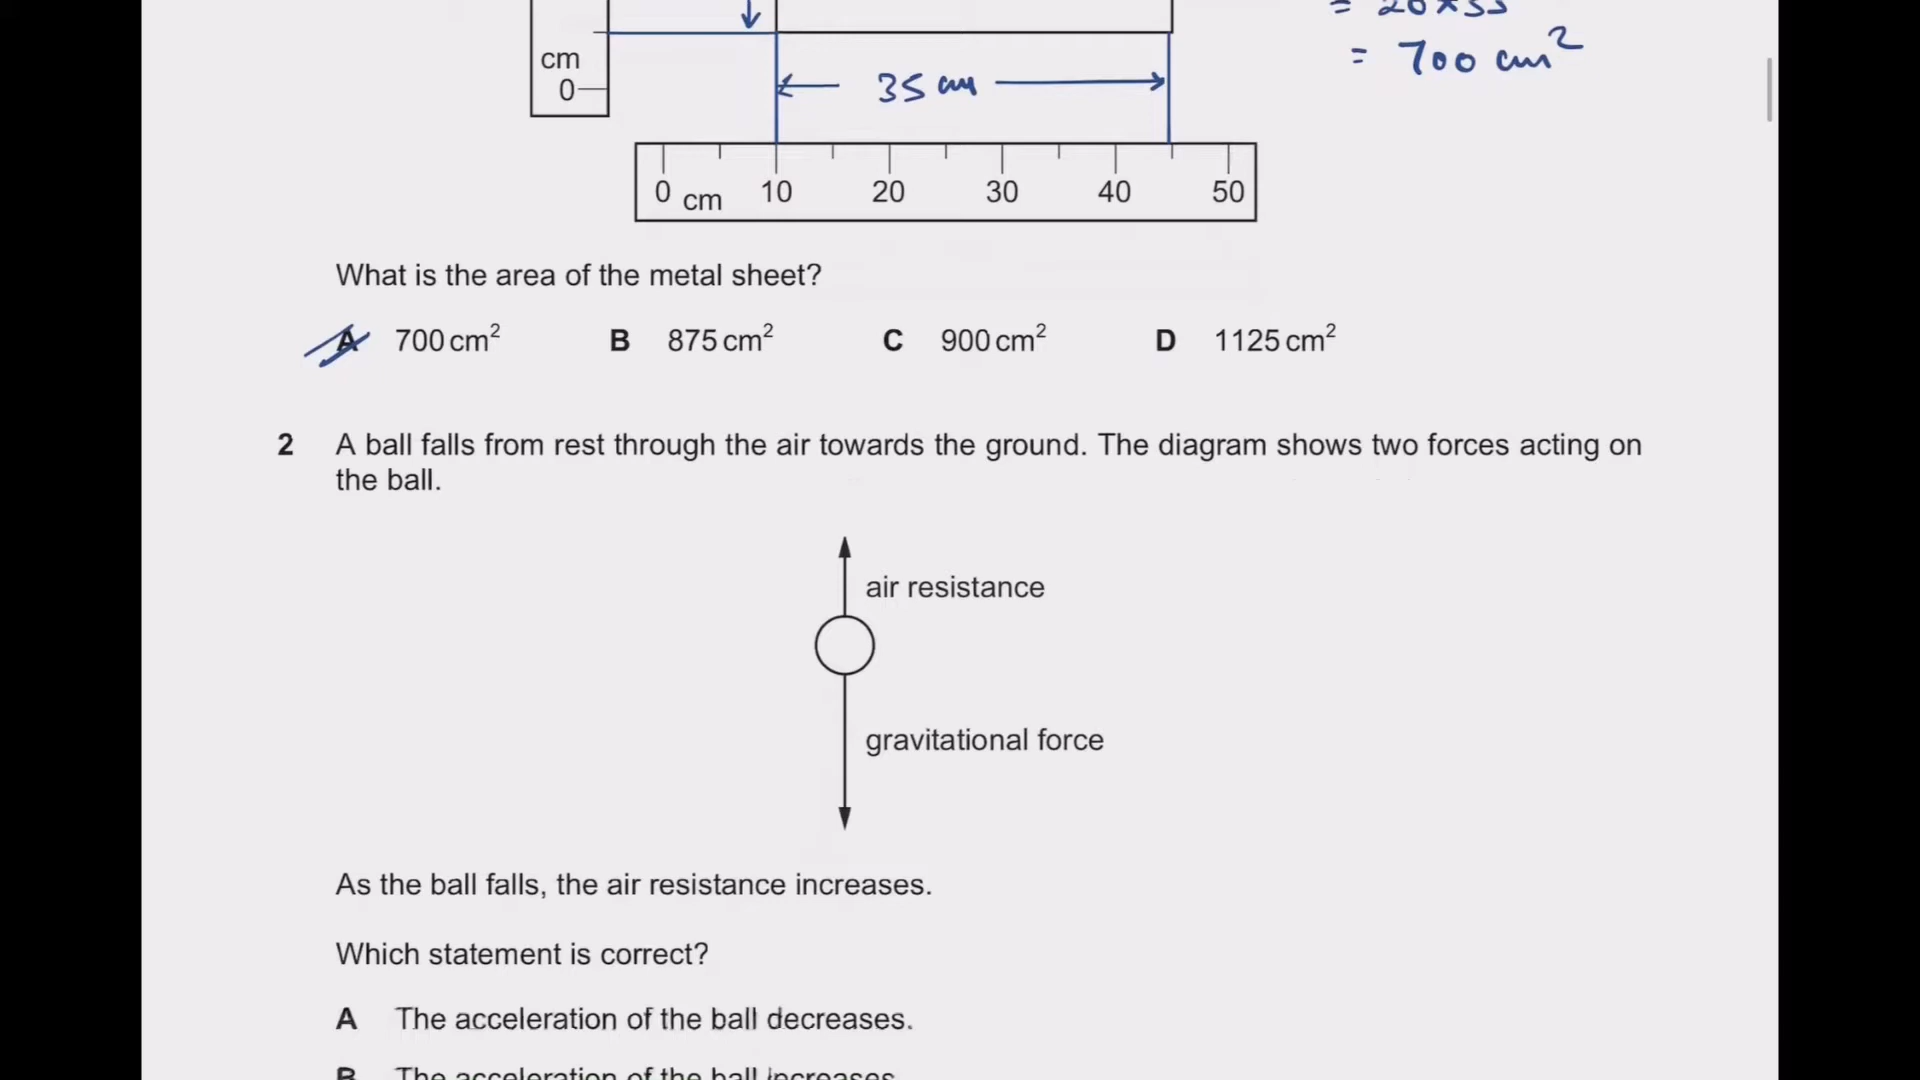 = 20 x 35
= 700 cm²
cm
0
35 cm
0 cm 10 20 30 40 50
What is the area of the metal sheet?
A 700 cm² B 875 cm² C 900 cm² D 1125 cm²
2 A ball falls from rest through the air towards the ground. The diagram shows two forces acting on
the ball.
air resistance
gravitational force
As the ball falls, the air resistance increases.
Which statement is correct?
A The acceleration of the ball decreases.
B The acceleration of the ball increases.